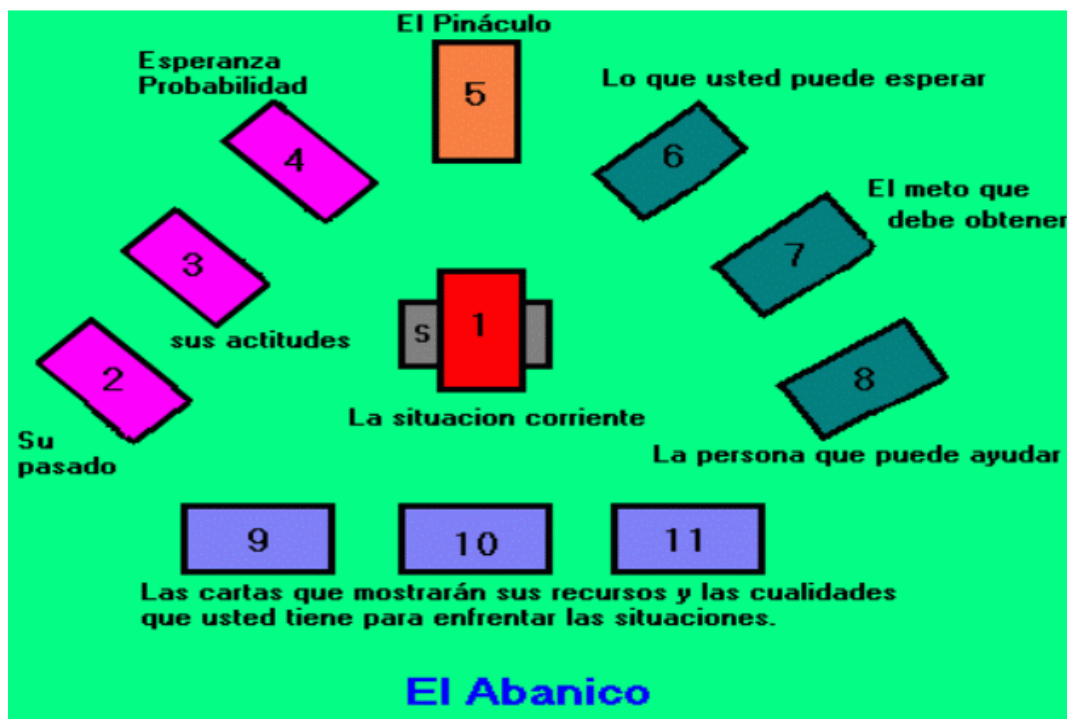 El Pináculo
5
Esperanza
Probabilidad
4
Lo que usted puede esperar
6
El meto que
debe obtener
7
3
sus actitudes
S
1
2
8
La situacion corriente
Su
pasado
La persona que puede ayudar
9
10
11
Las cartas que mostrarán sus recursos y las cualidades
que usted tiene para enfrentar las situaciones.
El Abanico